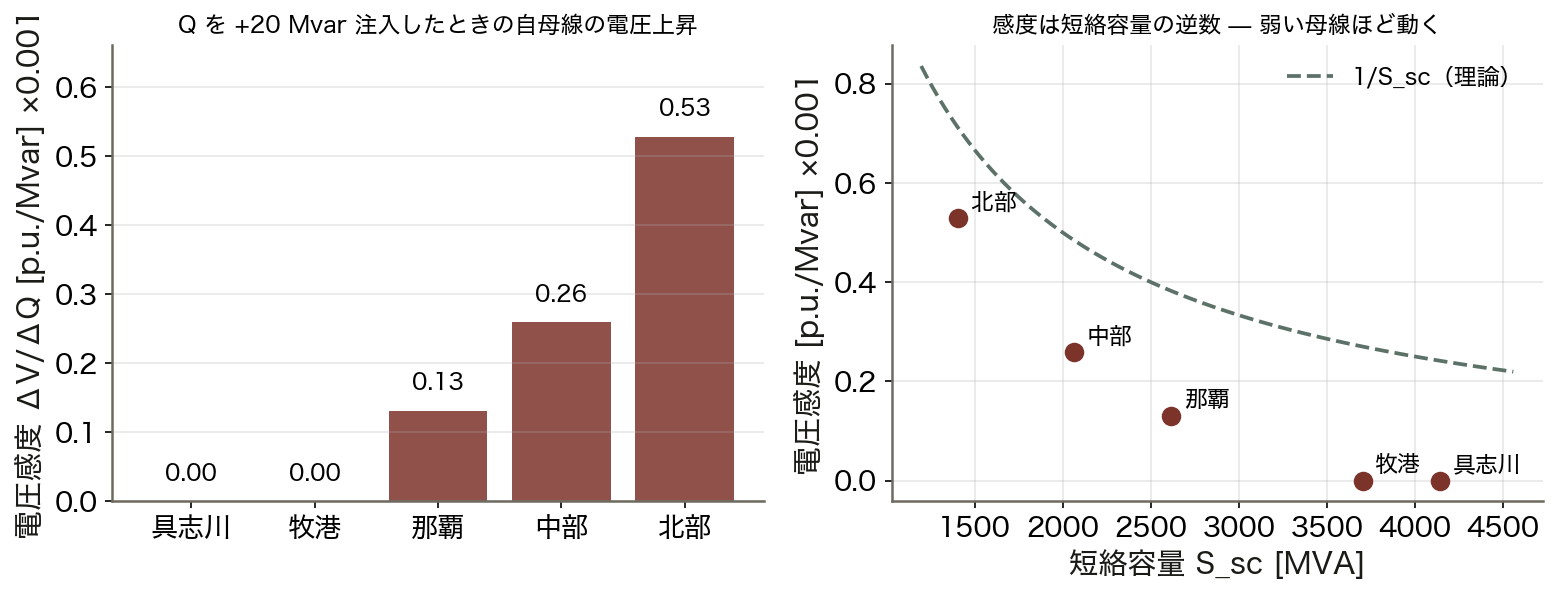 Q を +20 Mvar 注入したときの自母線の電圧上昇
電圧感度 ΔV/ΔQ [p.u./Mvar] ×0.001
0.6
0.5
0.4
0.3
0.2
0.1
0.0
0.00
0.00
0.13
0.26
0.53
具志川
牧港
那覇
中部
北部
感度は短絡容量の逆数 — 弱い母線ほど動く
電圧感度 [p.u./Mvar] ×0.001
0.8
0.6
0.4
0.2
0.0
1/S_sc（理論）
北部
中部
那覇
牧港
具志川
1500
2000
2500
3000
3500
4000
4500
短絡容量 S_sc [MVA]